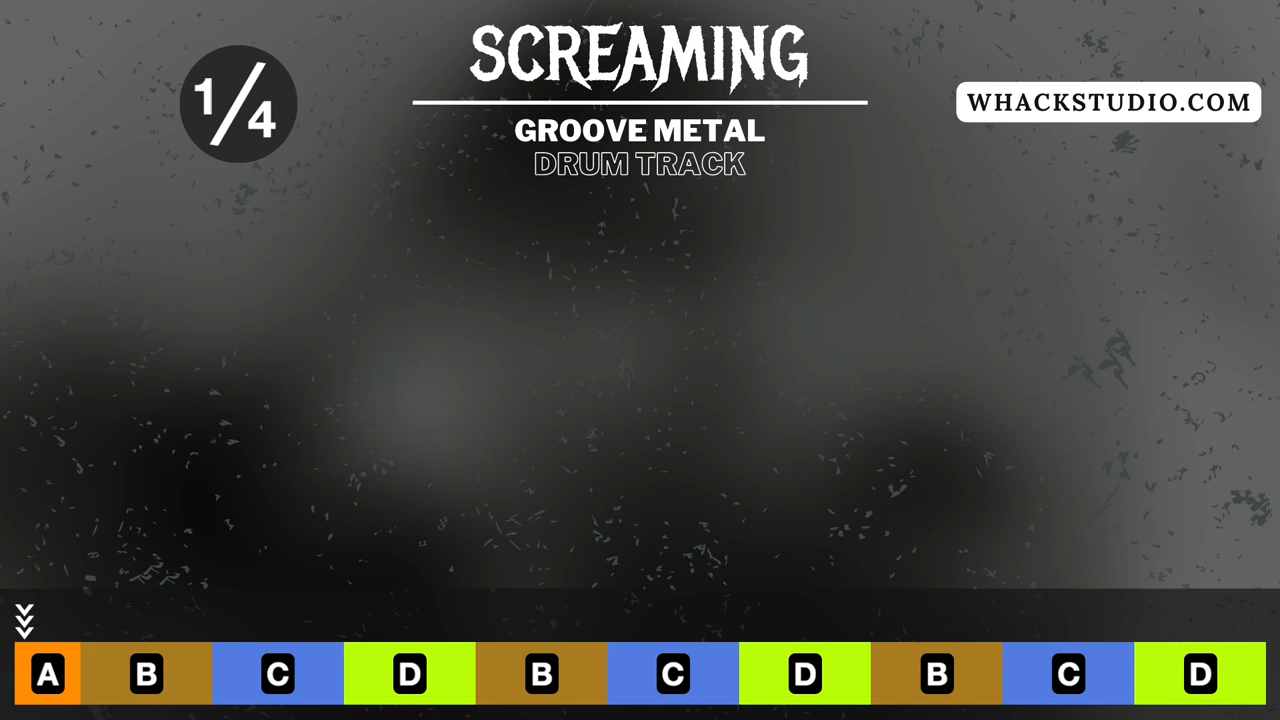 SCREAMING
1/4
WHACKSTUDIO.COM
GROOVE METAL
DRUM TRACK
A B C D B C D B C D